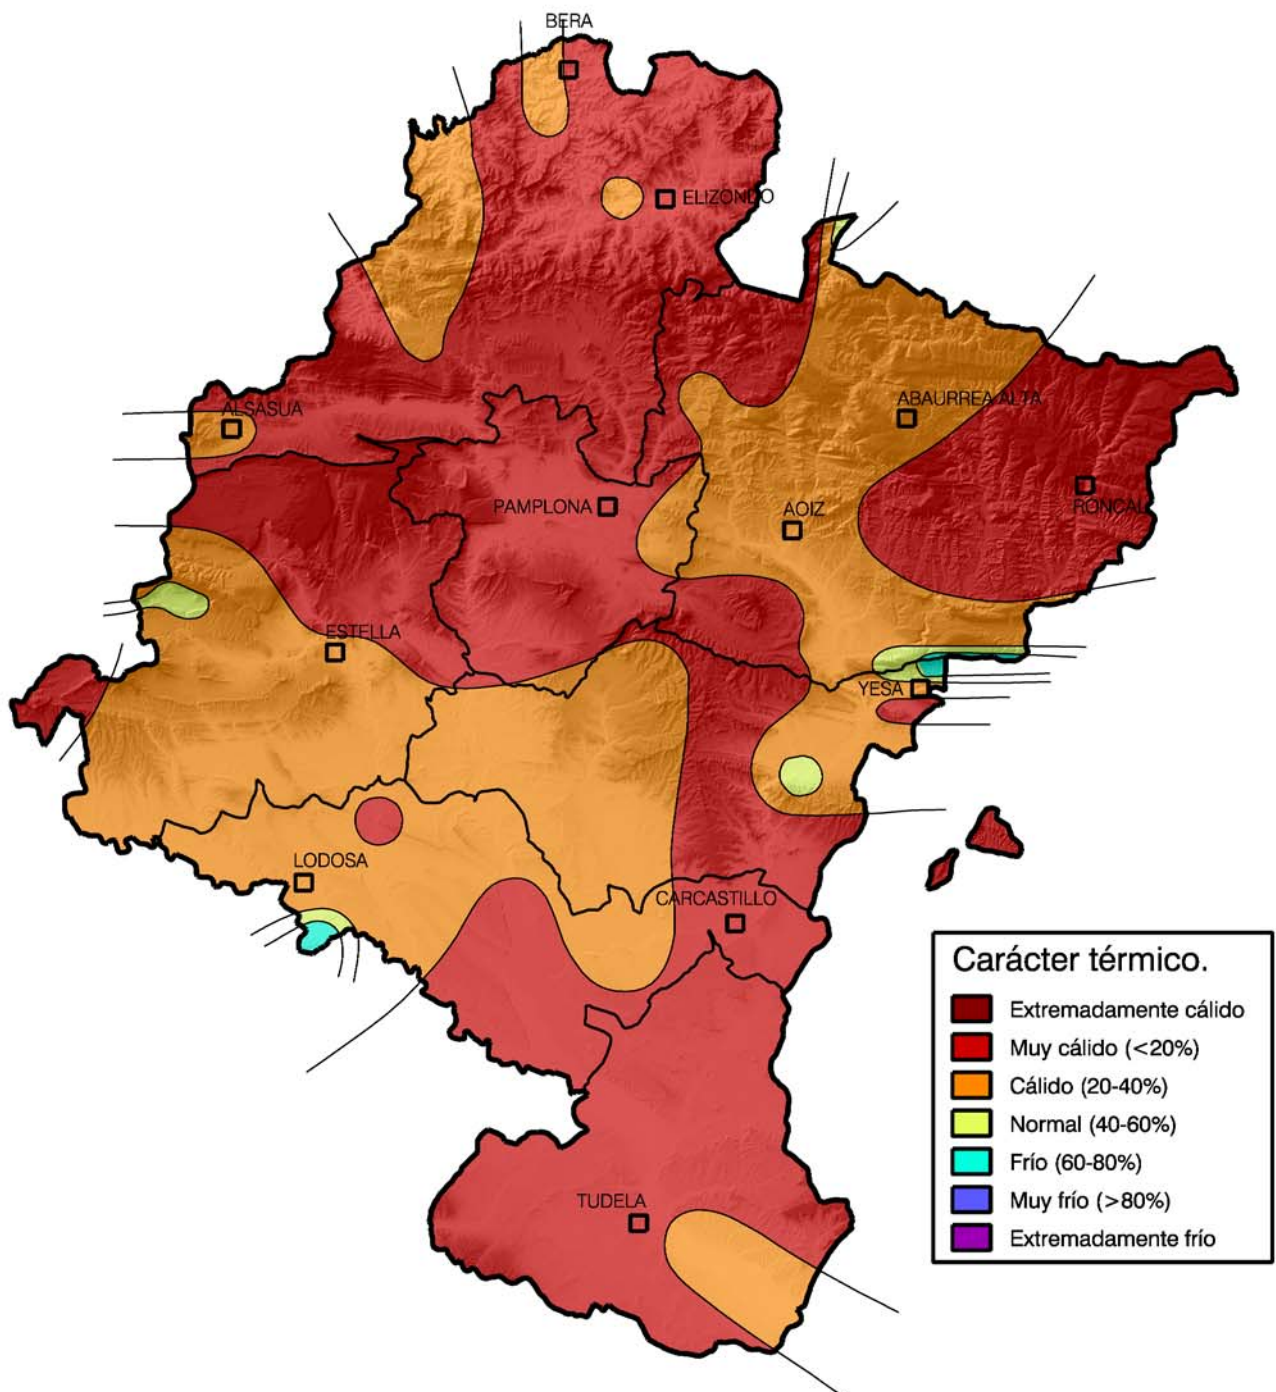 BERA
ELIZONDO
ALSASUA
ABAURREA ALTA
PAMPLONA
AOIZ
RONCAL
ESTELLA
YESA
LODOSA
CARCASTILLO
TUDELA
Carácter térmico.
Extremadamente cálido
Muy cálido (<20%)
Cálido (20-40%)
Normal (40-60%)
Frío (60-80%)
Muy frío (>80%)
Extremadamente frío